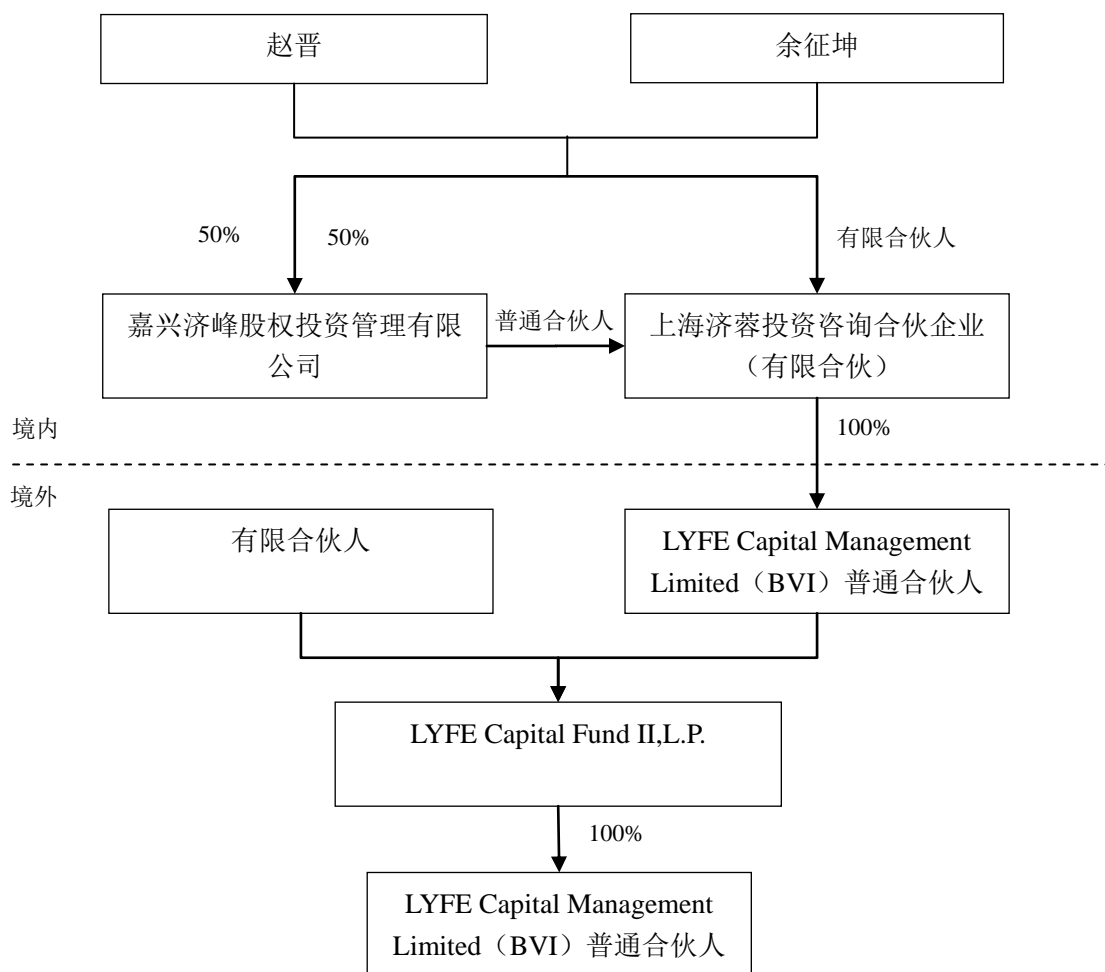 赵晋
余征坤
50%
50%
有限合伙人
嘉兴济峰股权投资管理有限
公司
普通合伙人
上海济蓉投资咨询合伙企业
（有限合伙）
境内
100%
境外
有限合伙人
LYFE Capital Management
Limited（BVI）普通合伙人
LYFE Capital Fund II,L.P.
100%
LYFE Capital Management
Limited（BVI）普通合伙人